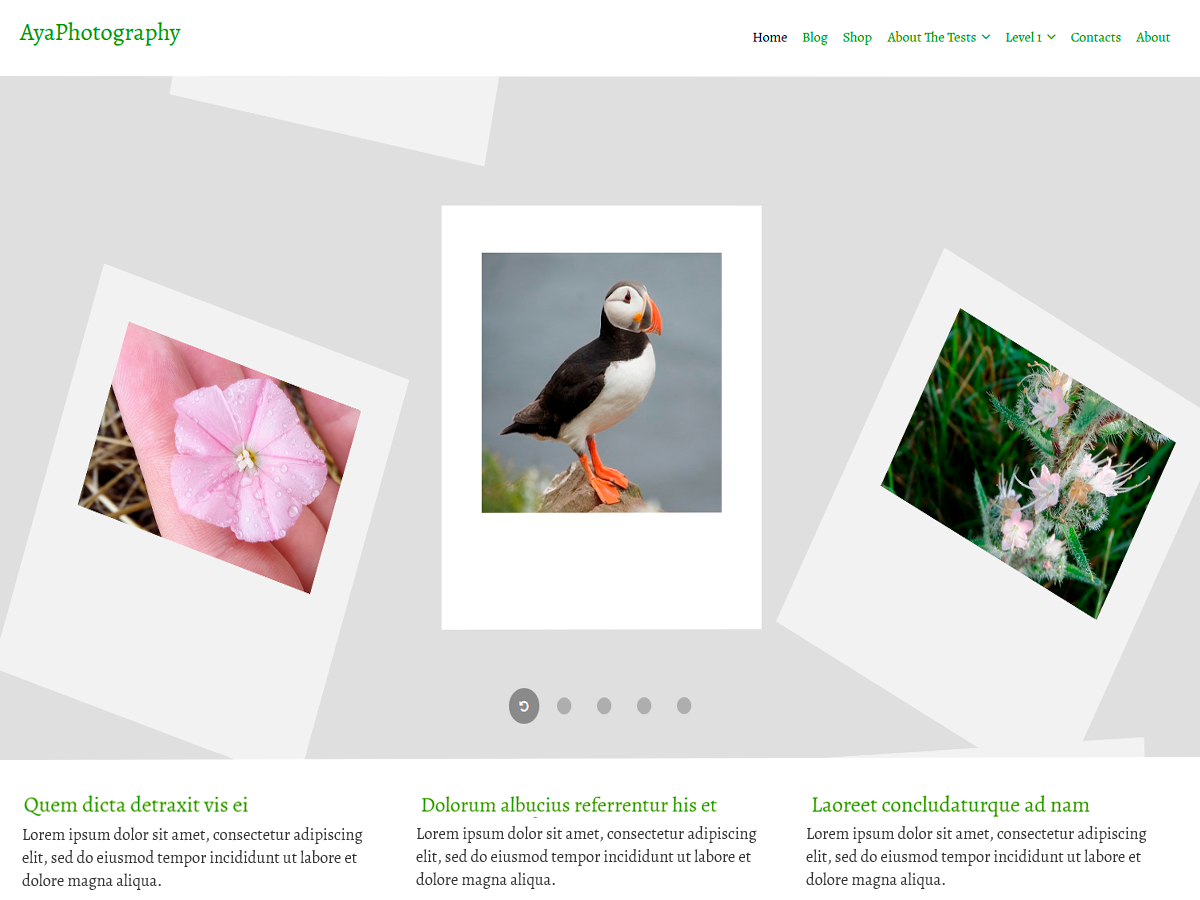 AyaPhotography
Home Blog Shop About The Tests Level 1 Contacts About
Quem dicta detraxit vis ei
Lorem ipsum dolor sit amet, consectetur adipiscing
elit, sed do eiusmod tempor incididunt ut labore et
dolore magna aliqua.
Dolorum albucius referrentur his et
Lorem ipsum dolor sit amet, consectetur adipiscing
elit, sed do eiusmod tempor incididunt ut labore et
dolore magna aliqua.
Laoreet concludaturque ad nam
Lorem ipsum dolor sit amet, consectetur adipiscing
elit, sed do eiusmod tempor incididunt ut labore et
dolore magna aliqua.